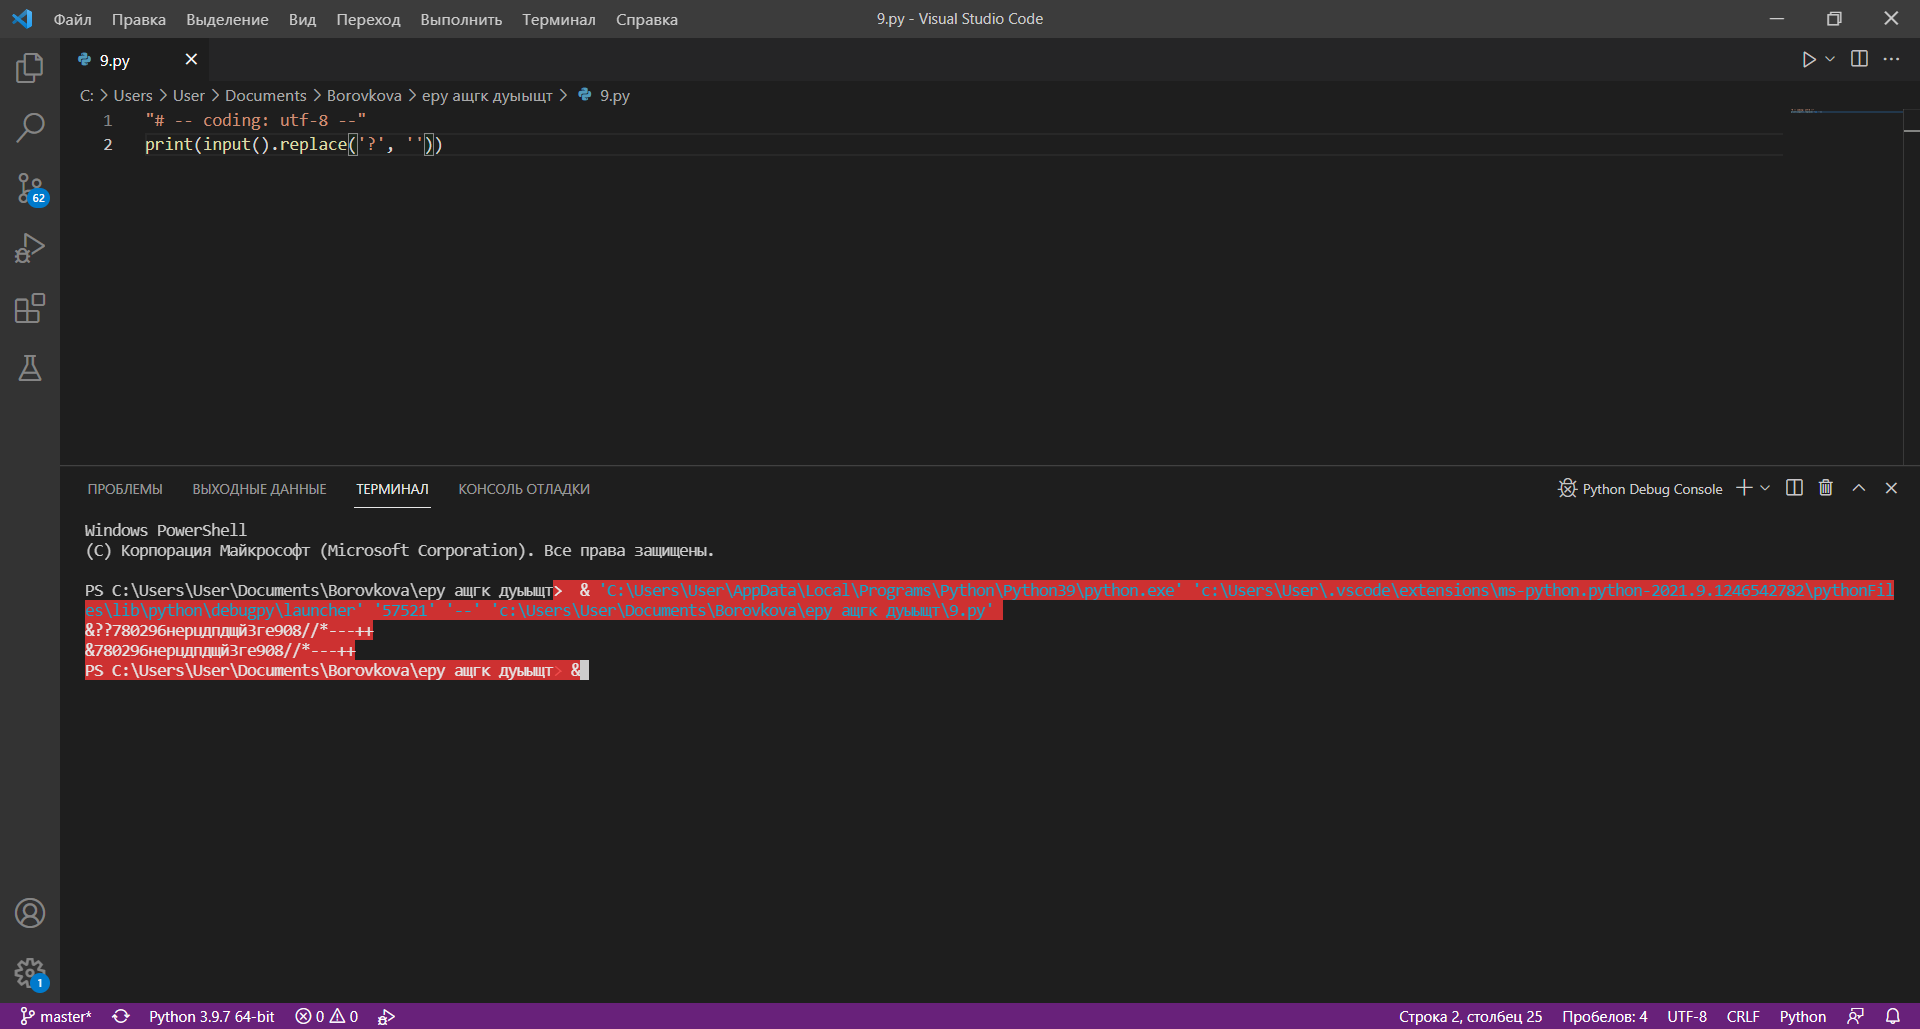 Файл Правка Выделение Вид Переход Выполнить Терминал Справка 9.py - Visual Studio Code
9.py
C: > Users > User > Documents > Borovkova > еру ащгк дуыыщт > 9.py
1 "# -- coding: utf-8 --"
2 print(input().replace('?', ''))
62
ПРОБЛЕМЫ ВЫХОДНЫЕ ДАННЫЕ ТЕРМИНАЛ КОНСОЛЬ ОТЛАДКИ Python Debug Console
Windows PowerShell
(C) Корпорация Майкрософт (Microsoft Corporation). Все права защищены.
PS C:\Users\User\Documents\Borovkova\еру ащгк дуыыщт>  & 'C:\Users\User\AppData\Local\Programs\Python\Python39\python.exe' 'c:\Users\User\.vscode\extensions\ms-python.python-2021.9.1246542782\pythonFil
es\lib\python\debugpy\launcher' '57521' '--' 'c:\Users\User\Documents\Borovkova\еру ащгк дуыыщт\9.py'
&??780296нерцдпдщй3ге908//*---++
&780296нерцдпдщй3ге908//*---++
PS C:\Users\User\Documents\Borovkova\еру ащгк дуыыщт> &
1
master* Python 3.9.7 64-bit 0 0 Строка 2, столбец 25 Пробелов: 4 UTF-8 CRLF Python